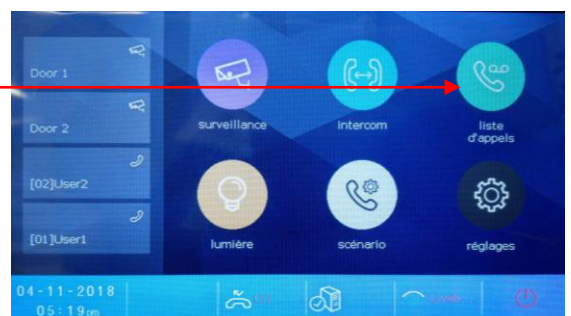 Door 1
Door 2
[02]User2
[01]User1
surveillance
intercom
liste
d'appels
lumière
scénario
réglages
04-11-2018
05:19pm